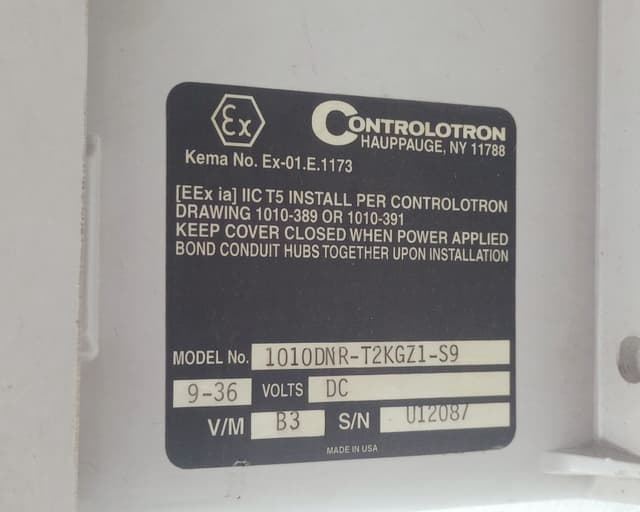 Ex
CONTROLOTRON
HAUPPAUGE, NY 11788
Kema No. Ex-01.E.1173
[EEx ia] IIC T5 INSTALL PER CONTROLOTRON
DRAWING 1010-389 OR 1010-391
KEEP COVER CLOSED WHEN POWER APPLIED
BOND CONDUIT HUBS TOGETHER UPON INSTALLATION
MODEL No. 1010DNR-T2KGZ1-S9
9-36 VOLTS DC
V/M B3 S/N U12087
MADE IN USA